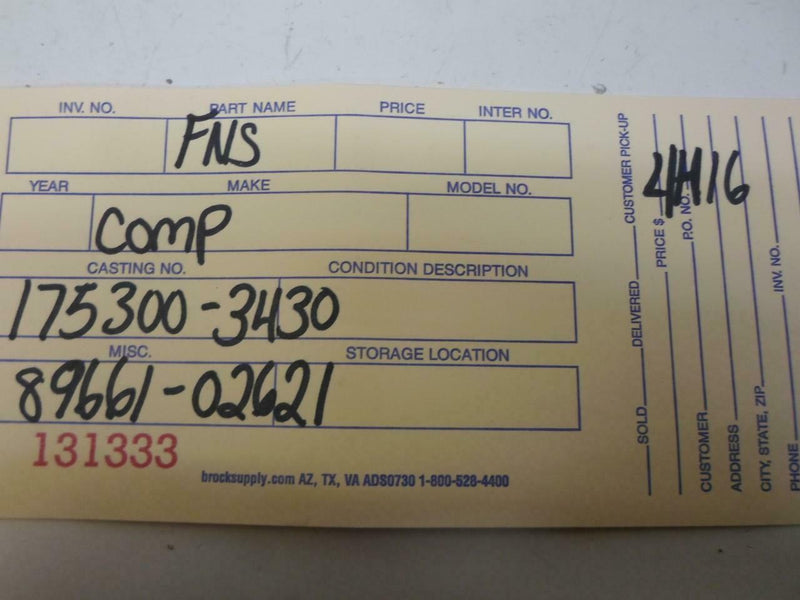 INV. NO. PART NAME PRICE INTER NO.
FNS
YEAR MAKE MODEL NO.
COMP
CASTING NO. CONDITION DESCRIPTION
175300-3430
MISC. STORAGE LOCATION
89661-02621
131333
brocksupply.com AZ, TX, VA ADS0730 1-800-528-4400
SOLD DELIVERED CUSTOMER PICK-UP
PRICE $
P.O. NO.
CUSTOMER
ADDRESS
CITY, STATE, ZIP
INV. NO.
PHONE